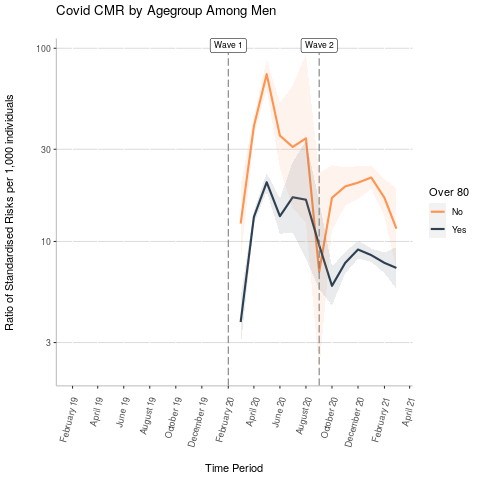 Covid CMR by Agegroup Among Men
Wave 1
Wave 2
100
30
10
3
Ratio of Standardised Risks per 1,000 individuals
February 19
April 19
June 19
August 19
October 19
December 19
February 20
April 20
June 20
August 20
October 20
December 20
February 21
April 21
Time Period
Over 80
No
Yes